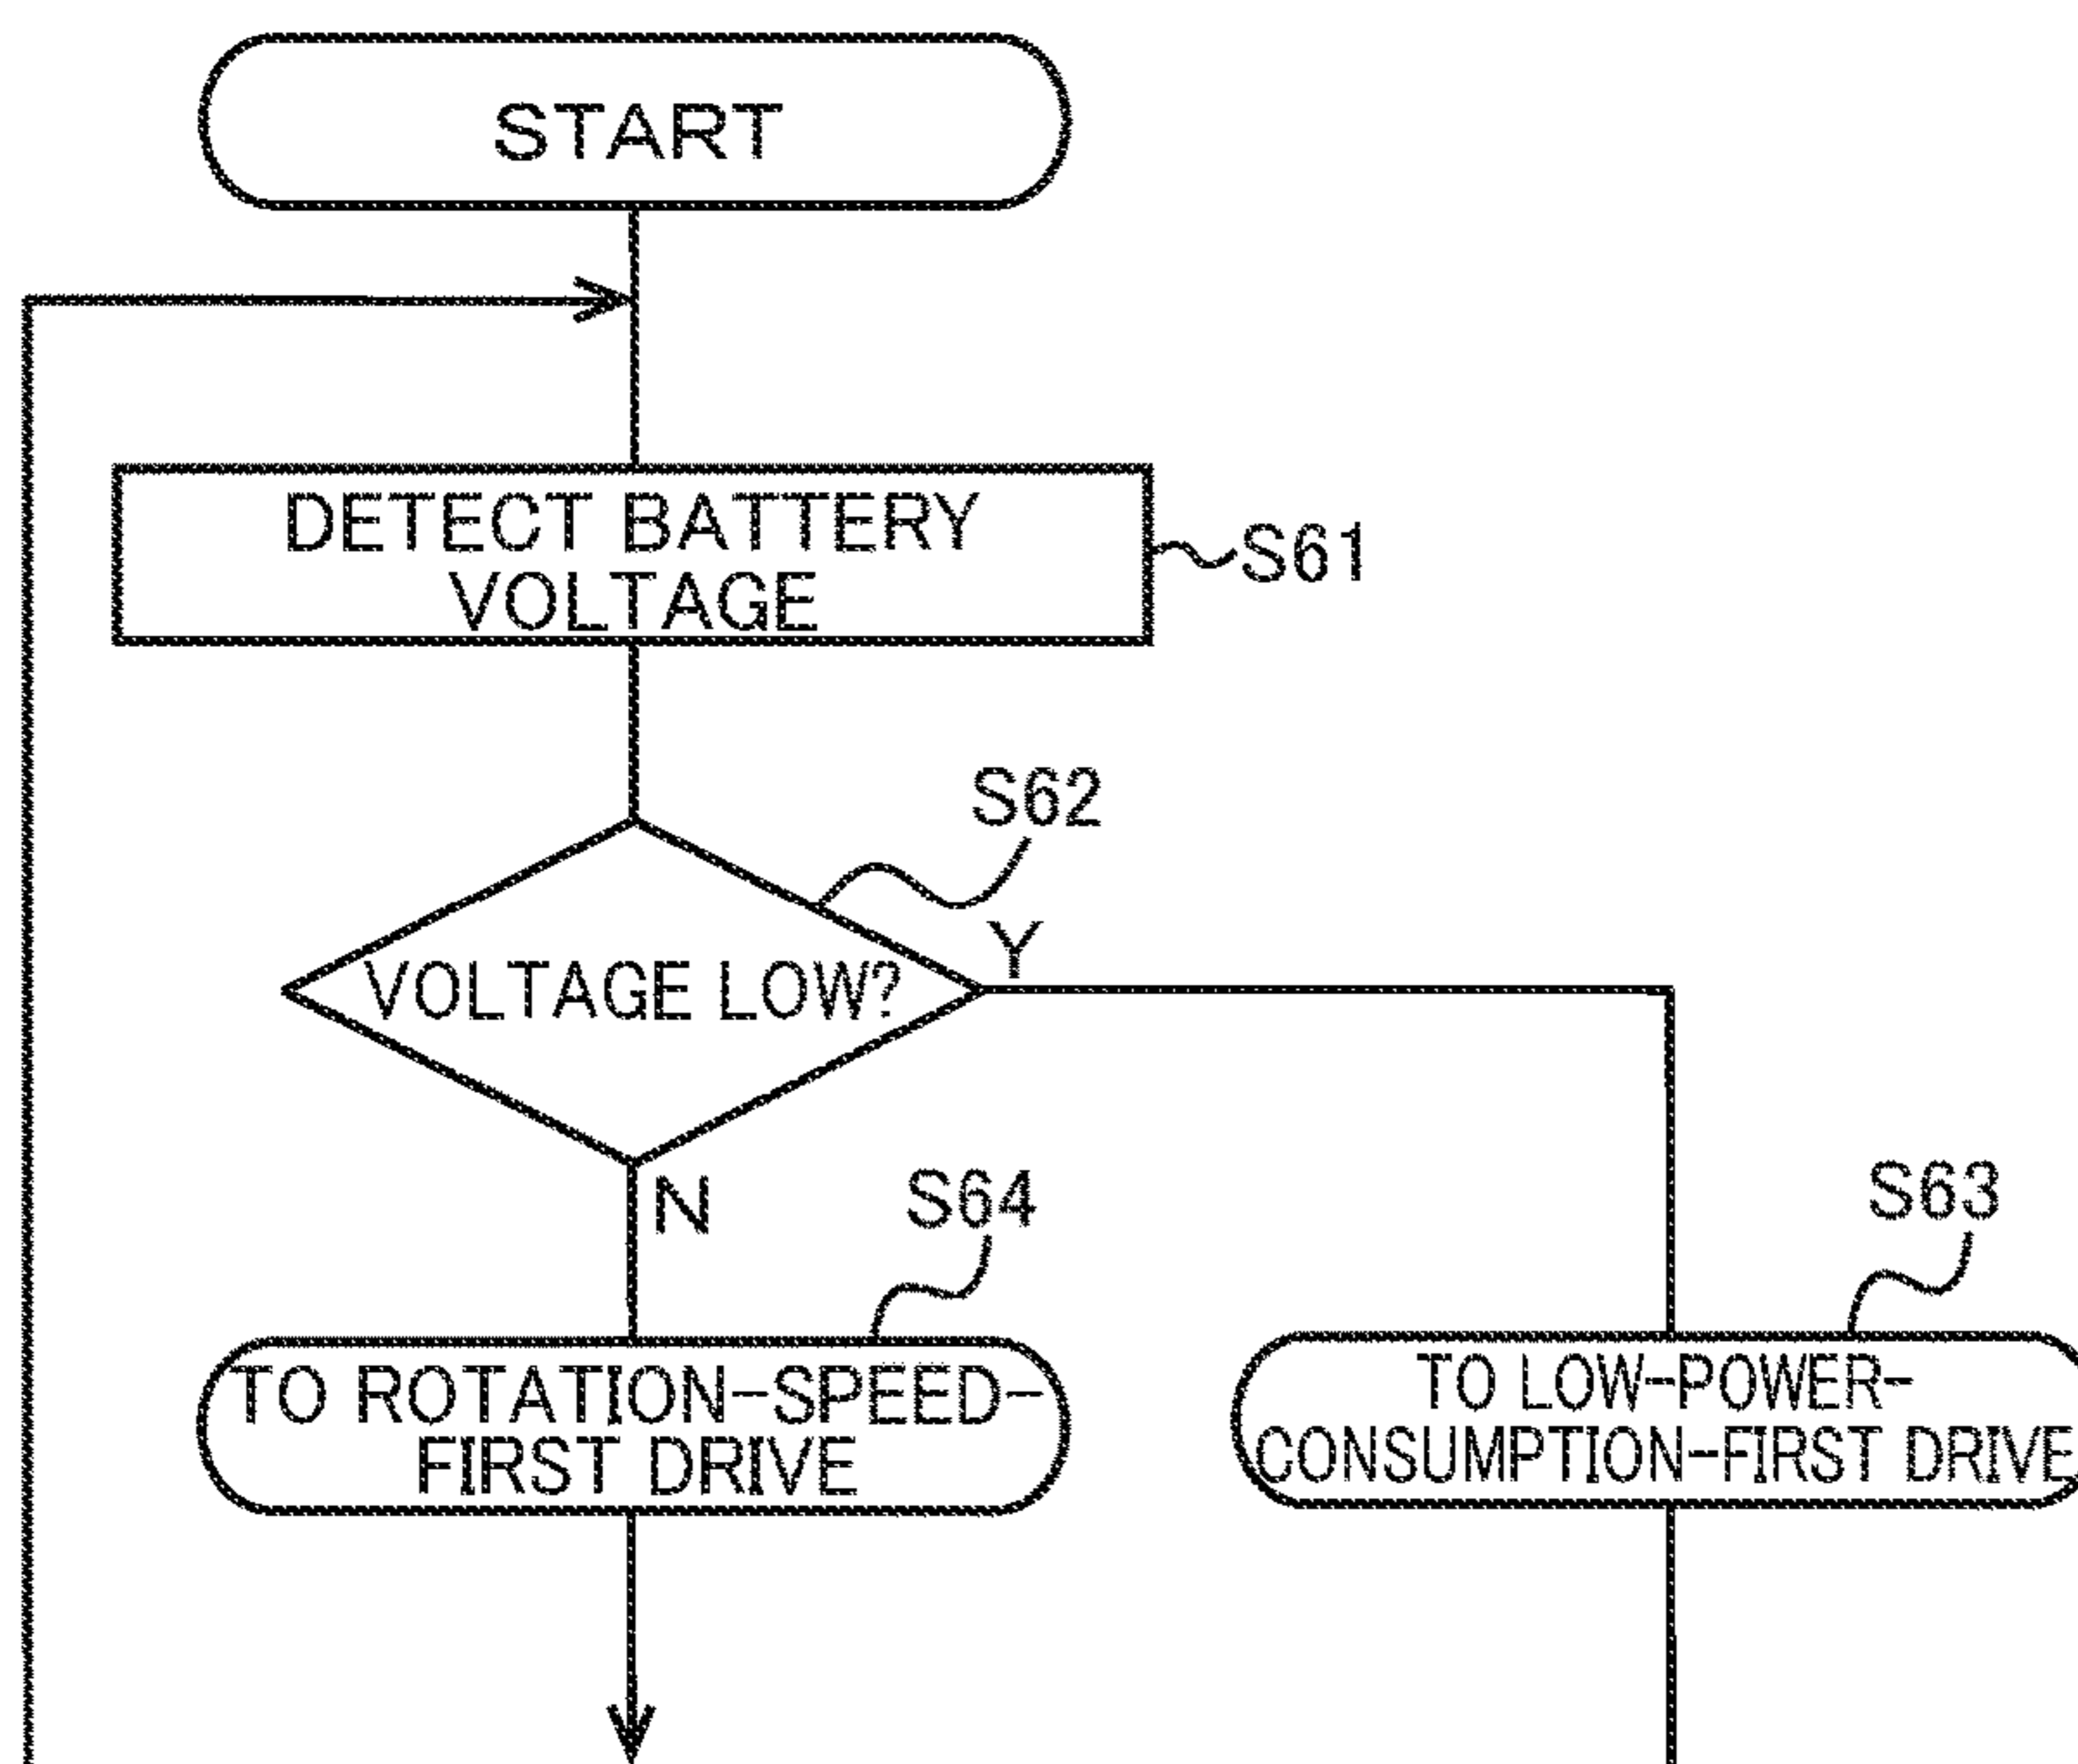 START
DETECT BATTERY
VOLTAGE
S61
S62
VOLTAGE LOW?
Y
N
S64
S63
TO ROTATION-SPEED-
FIRST DRIVE
TO LOW-POWER-
CONSUMPTION-FIRST DRIVE